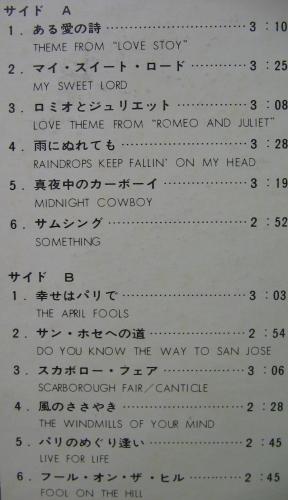 サイド A
1. ある愛の詩 ………………… 3:10
THEME FROM "LOVE STOY"
2. マイ・スイート・ロード ………… 3:25
MY SWEET LORD
3. ロミオとジュリエット ………… 3:08
LOVE THEME FROM "ROMEO AND JULIET"
4. 雨にぬれても ………………… 3:28
RAINDROPS KEEP FALLIN' ON MY HEAD
5. 真夜中のカーボーイ …………… 3:19
MIDNIGHT COWBOY
6. サムシング …………………… 2:52
SOMETHING
サイド B
1. 幸せはパリで ………………… 3:03
THE APRIL FOOLS
2. サン・ホセへの道 ……………… 2:54
DO YOU KNOW THE WAY TO SAN JOSE
3. スカボロー・フェア …………… 3:06
SCARBOROUGH FAIR／CANTICLE
4. 風のささやき ………………… 2:28
THE WINDMILLS OF YOUR MIND
5. パリのめぐり逢い ……………… 2:45
LIVE FOR LIFE
6. フール・オン・ザ・ヒル ………… 2:45
FOOL ON THE HILL